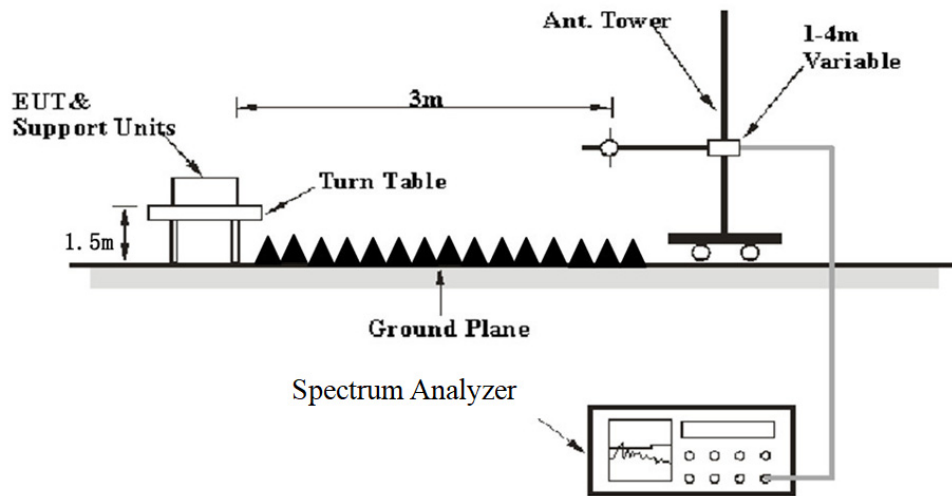 Ant. Tower
1-4m
Variable
EUT&
Support Units
3m
Turn Table
1.5m
Ground Plane
Spectrum Analyzer